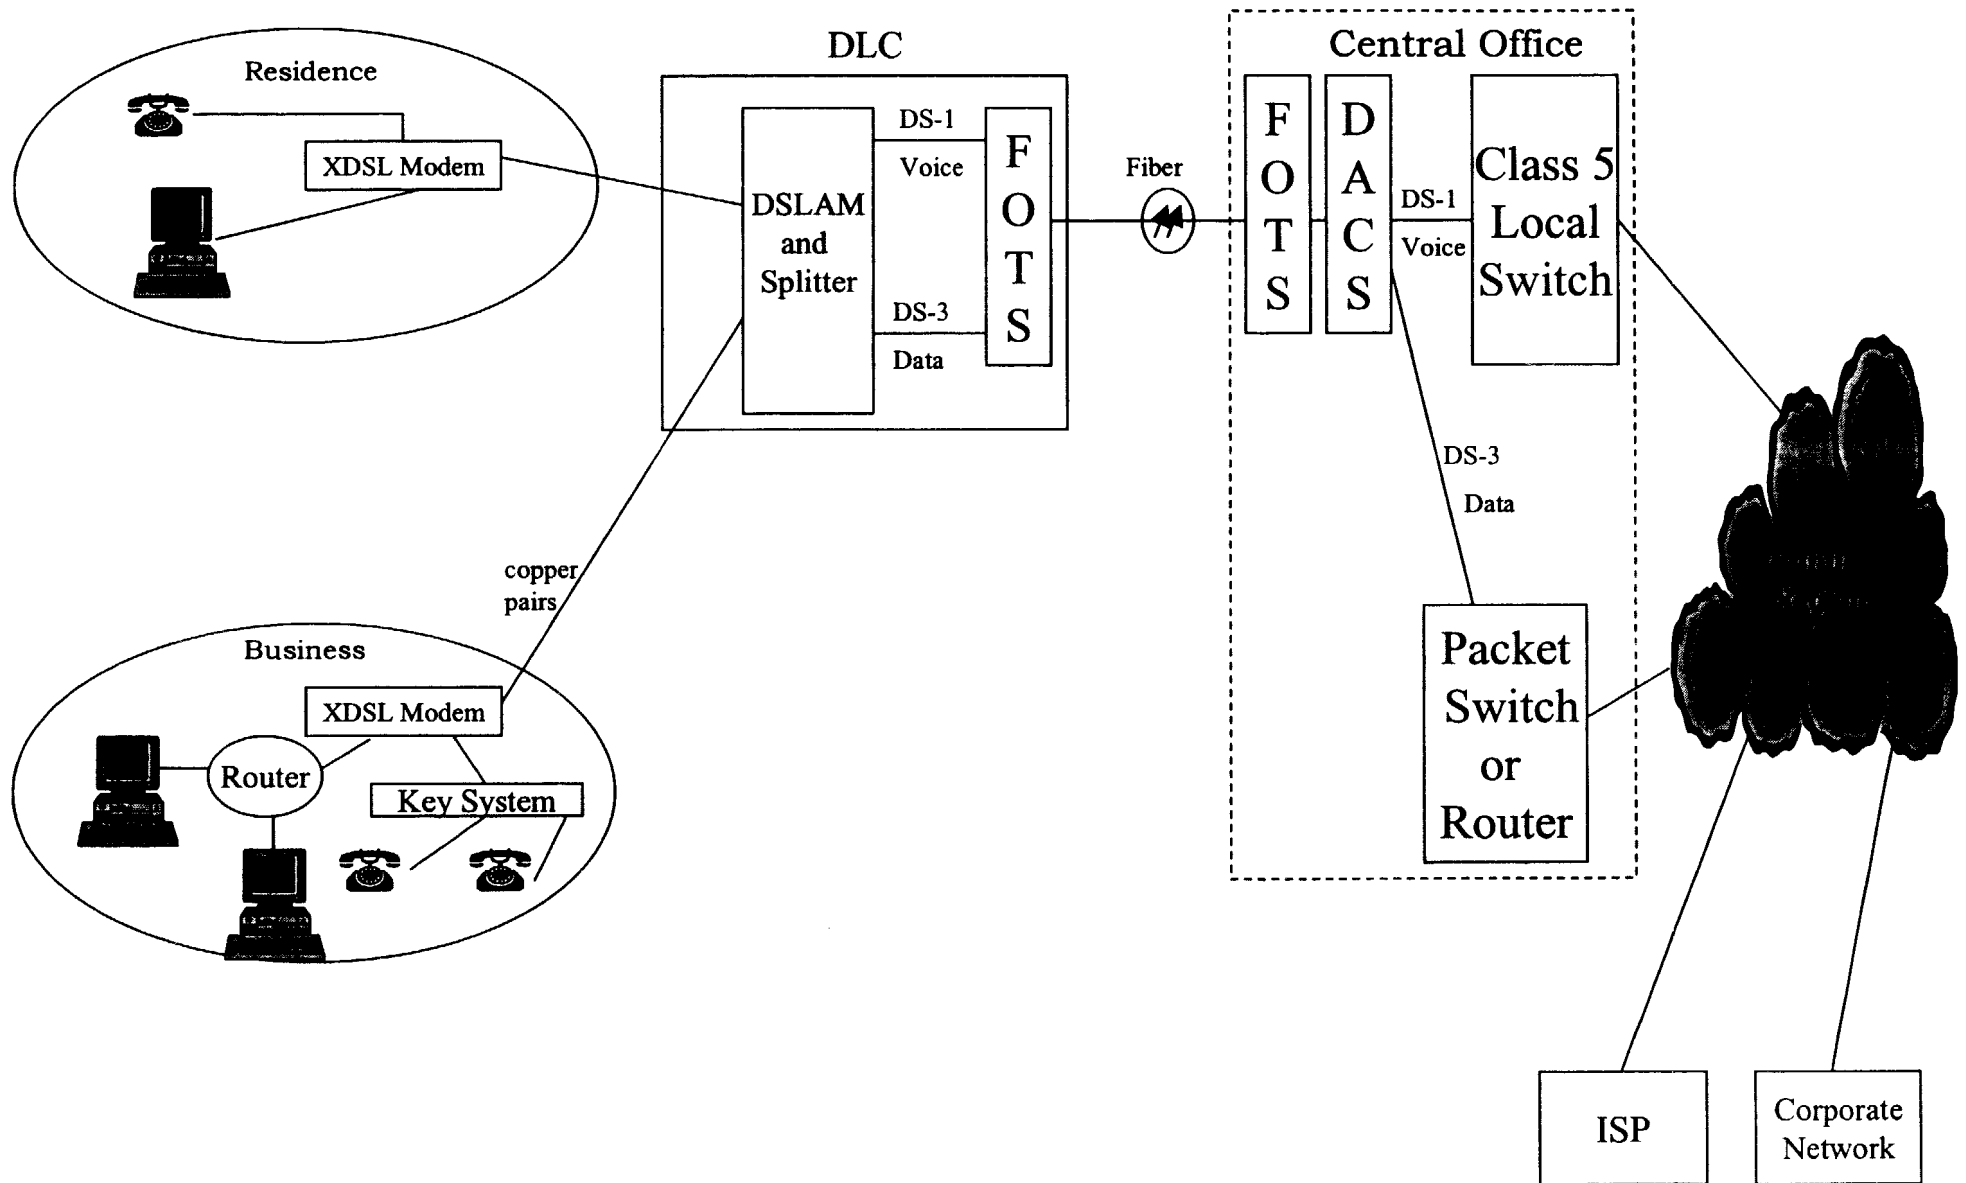 Residence
XDSL Modem
DLC
DSLAM
and
Splitter
DS-1
Voice
DS-3
Data
F
O
T
S
Fiber
Central Office
F
O
T
S
D
A
C
S
DS-1
Voice
Class 5
Local
Switch
DS-3
Data
Packet
Switch
or
Router
copper
pairs
Business
XDSL Modem
Router
Key System
ISP
Corporate
Network